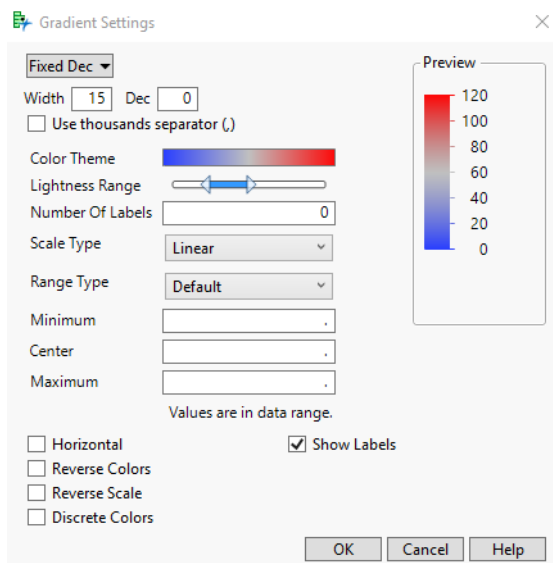 Gradient Settings
Fixed Dec
Preview
Width 15 Dec 0
Use thousands separator (,)
Color Theme
Lightness Range
Number Of Labels 0
Scale Type Linear
Range Type Default
Minimum .
Center .
Maximum .
Values are in data range.
120
100
80
60
40
20
0
Horizontal
Show Labels
Reverse Colors
Reverse Scale
Discrete Colors
OK Cancel Help